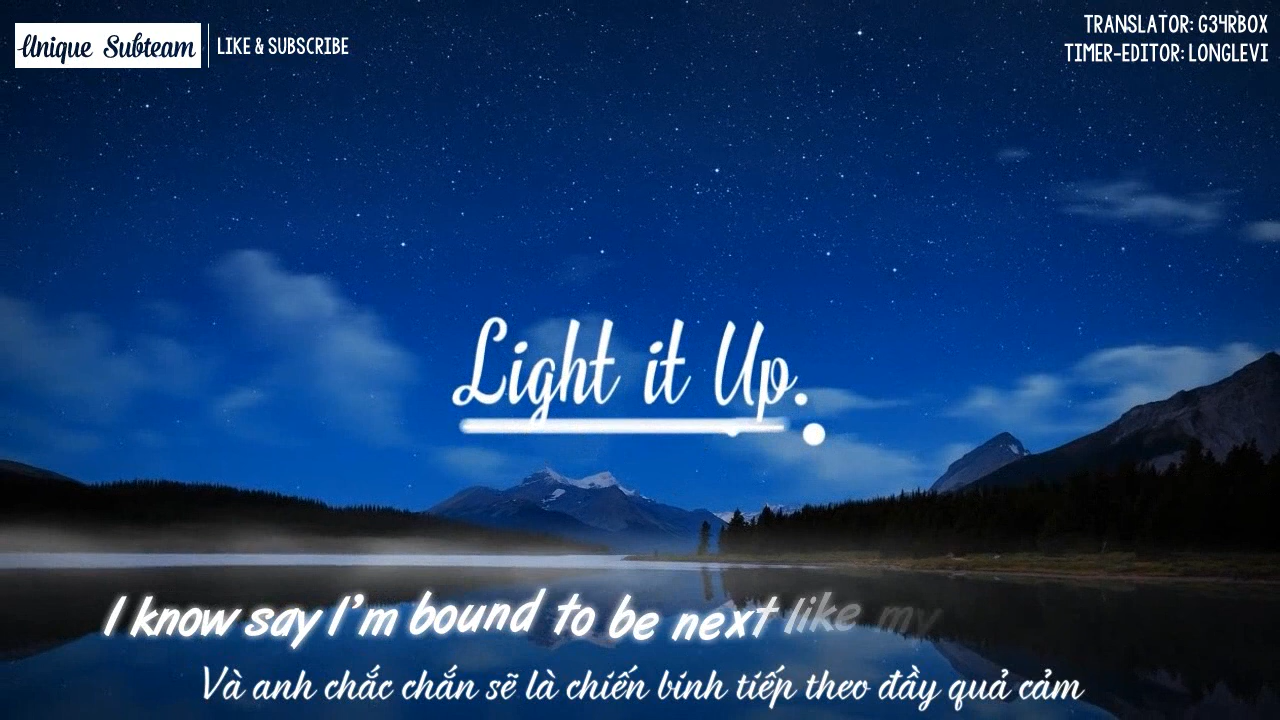 Unique Subteam
LIKE & SUBSCRIBE
TRANSLATOR: G34RBOX
TIMER-EDITOR: LONGLEVI
Light it Up.
I know say I'm bound to be next like my
Và anh chắc chắn sẽ là chiến binh tiếp theo đầy quả cảm